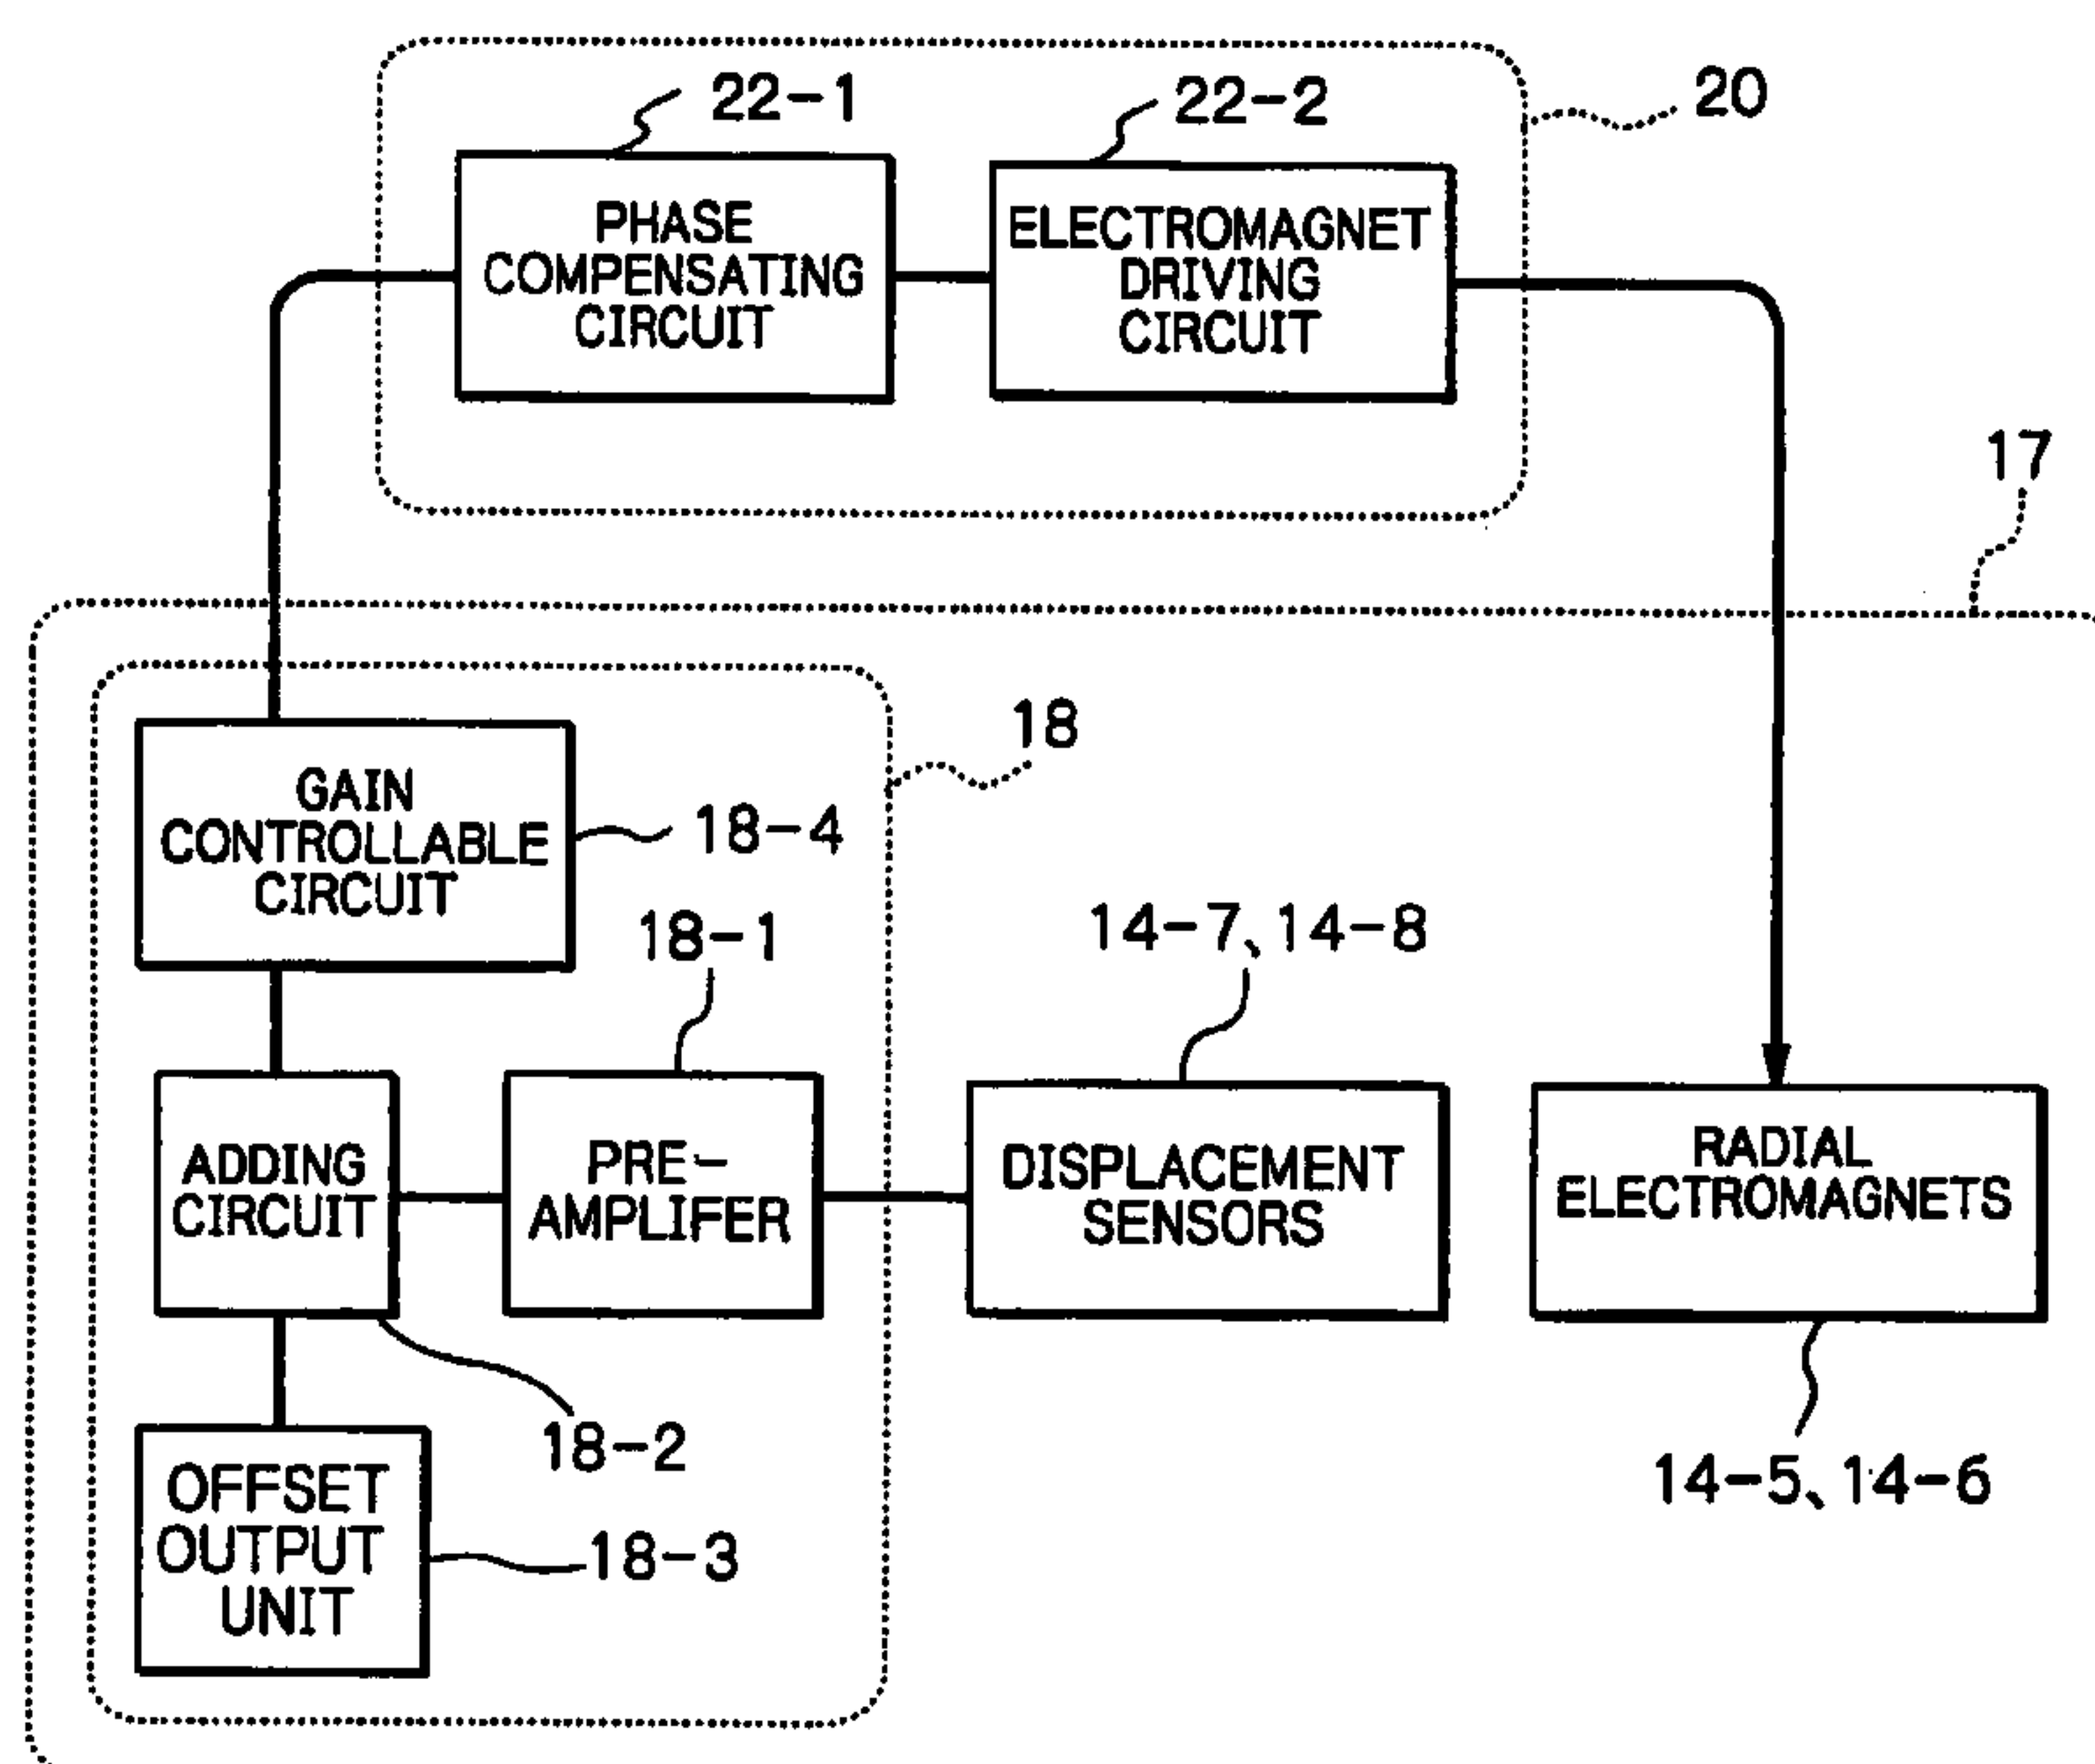 22-1
22-2
20
PHASE
COMPENSATING
CIRCUIT
ELECTROMAGNET
DRIVING
CIRCUIT
17
18
GAIN
CONTROLLABLE
CIRCUIT
18-4
18-1
14-7、14-8
ADDING
CIRCUIT
PRE-
AMPLIFER
DISPLACEMENT
SENSORS
RADIAL
ELECTROMAGNETS
18-2
14-5、14-6
OFFSET
OUTPUT
UNIT
18-3